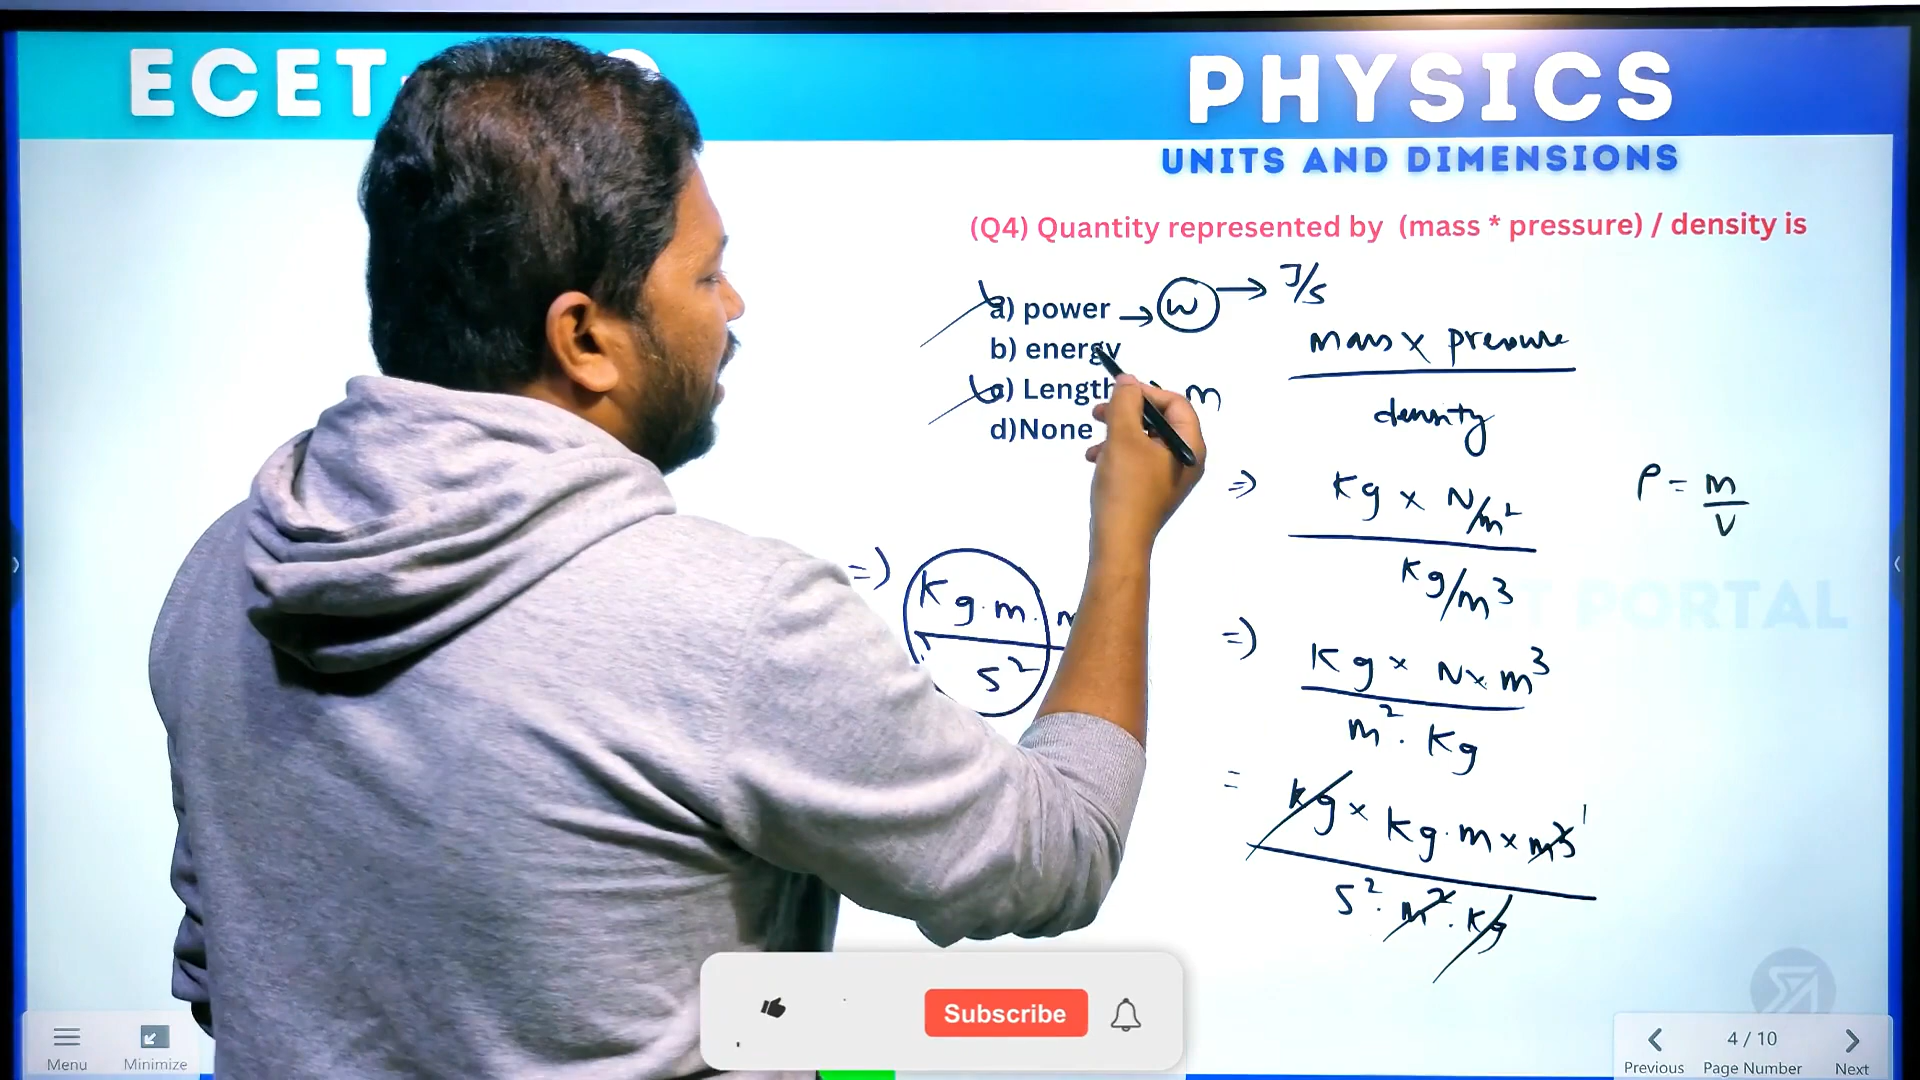 ECET
PHYSICS
UNITS AND DIMENSIONS
(Q4) Quantity represented by (mass * pressure) / density is
a) power → W → J/s
b) energy
c) Length m
d)None
mass x pressure
density
⇒ Kg x N/m²
Kg/m³
ρ = m
v
PORTAL
=) Kg.m.
s²
=) Kg x N x m³
m² . Kg
= Kg x Kg.m x m3 1
s² . m² . Kg
Subscribe
Menu
Minimize
4 / 10
Previous
Page Number
Next